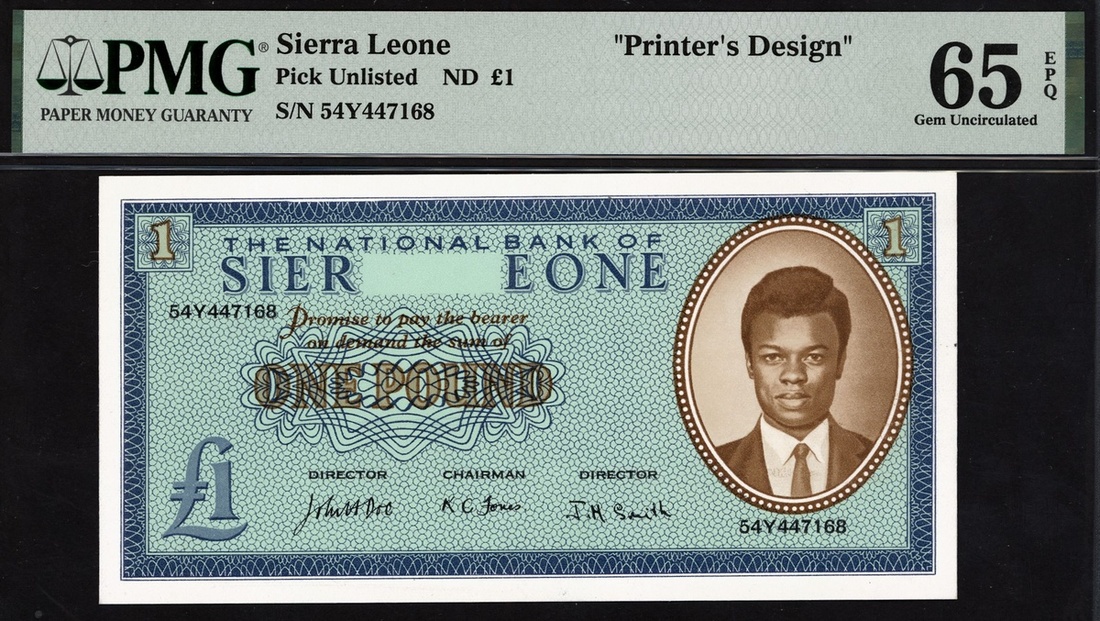 PMG®
PAPER MONEY GUARANTY
Sierra Leone
Pick Unlisted ND £1
S/N 54Y447168
"Printer's Design"
65
EPQ
Gem Uncirculated
1
1
THE NATIONAL BANK OF
SIER EONE
54Y447168
Promise to pay the bearer
on demand the sum of
ONE POUND
£1
DIRECTOR CHAIRMAN DIRECTOR
John H Doe K C Jones J.M Smith
54Y447168